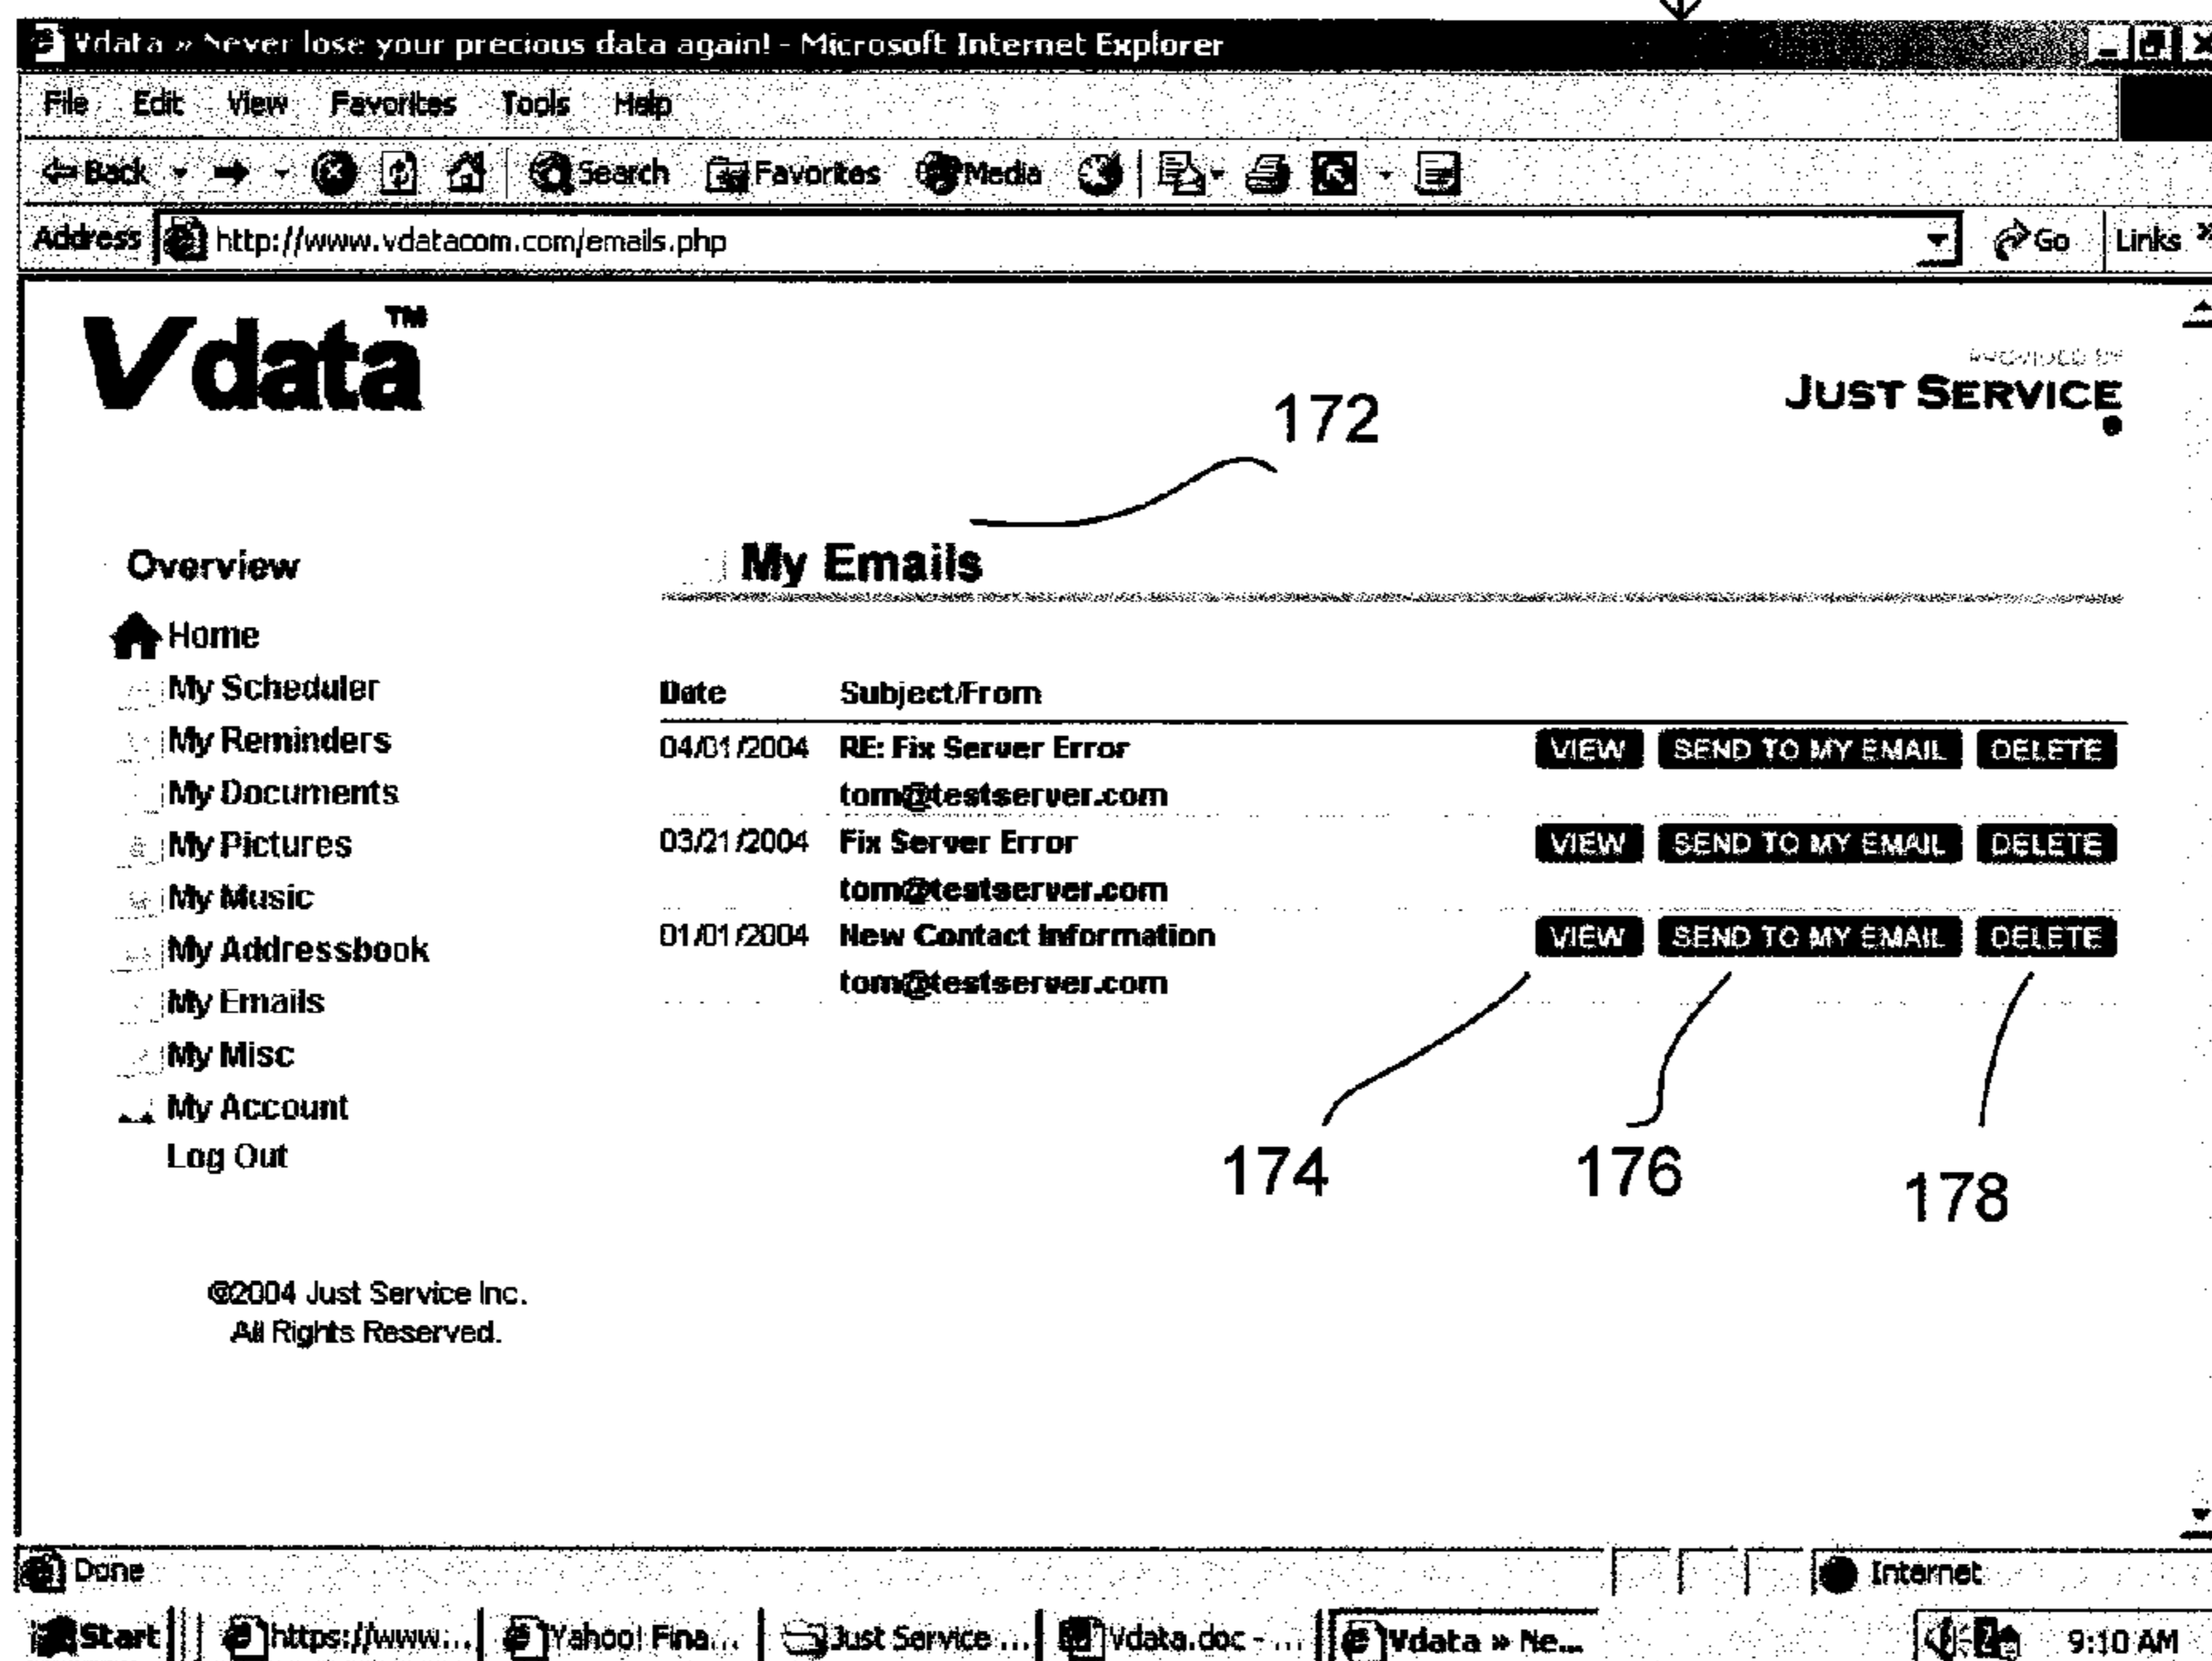 Vdata » Never lose your precious data again! - Microsoft Internet Explorer
File Edit View Favorites Tools Help
Back Search Favorites Media
Address http://www.vdatacom.com/emails.php Go Links »
Vdata™
PROVIDED BY
JUST SERVICE
172
Overview
My Emails
Home
My Scheduler
My Reminders
My Documents
My Pictures
My Music
My Addressbook
My Emails
My Misc
My Account
Log Out
Date Subject/From
04/01/2004 RE: Fix Server Error VIEW SEND TO MY EMAIL DELETE
tom@testserver.com
03/21/2004 Fix Server Error VIEW SEND TO MY EMAIL DELETE
tom@testserver.com
01/01/2004 New Contact Information VIEW SEND TO MY EMAIL DELETE
tom@testserver.com
174 176 178
©2004 Just Service Inc.
All Rights Reserved.
Done Internet
Start https://www... Yahoo! Fina... Just Service ... Vdata.doc - ... Vdata » Ne... 9:10 AM